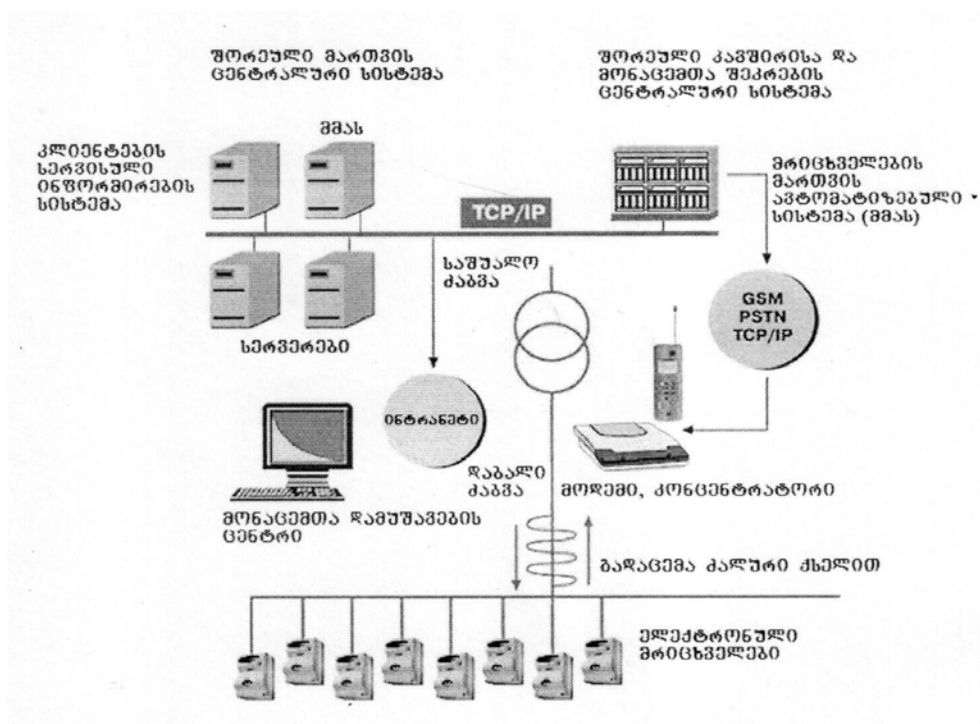 შორეული მართვის
ცენტრალური სისტემა
შორეული კავშირისა და
მონაცემთა შეკრების
ცენტრალური სისტემა
კლიენტების
სერვისული
ინფორმირების
სისტემა
მმას
მრიცხველების
მართვის
ავტომატიზებული
სისტემა (მმას)
TCP/IP
საშუალო
ძაბვა
GSM
PSTN
TCP/IP
სერვერები
ინტრანეტი
დაბალი
ძაბვა
მოდემი, კონცენტრატორი
მონაცემთა დამუშავების
ცენტრი
გადაცემა ძალური ქსელით
ელექტრონული
მრიცხველები